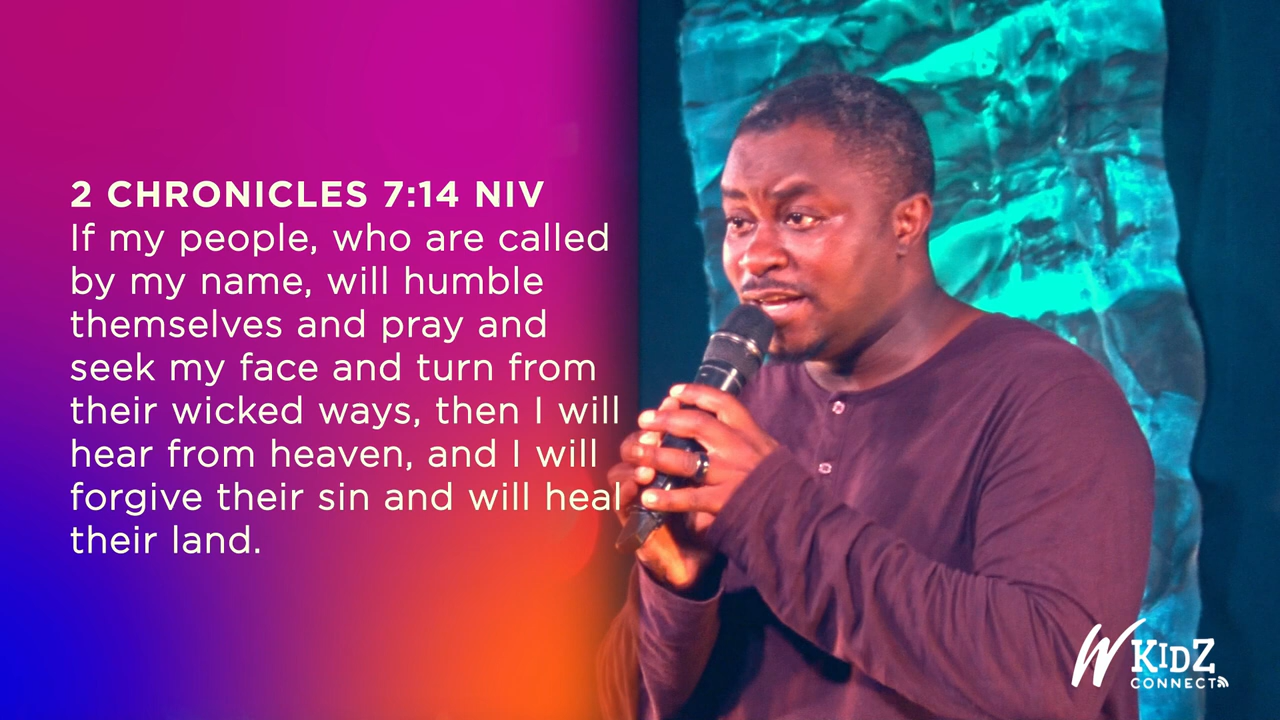 2 CHRONICLES 7:14 NIV
If my people, who are called
by my name, will humble
themselves and pray and
seek my face and turn from
their wicked ways, then I will
hear from heaven, and I will
forgive their sin and will heal
their land.
W KIDZ
CONNECT